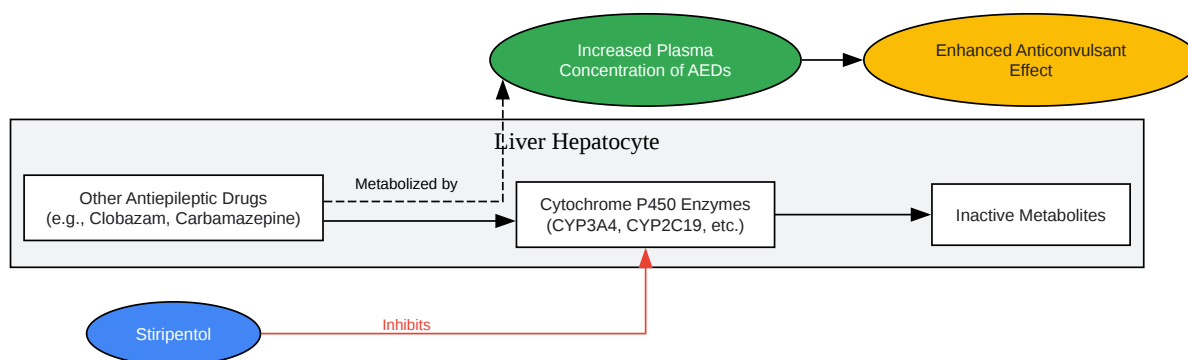 Increased Plasma
Concentration of AEDs
Enhanced Anticonvulsant
Effect
Liver Hepatocyte
Other Antiepileptic Drugs
(e.g., Clobazam, Carbamazepine)
Metabolized by
Cytochrome P450 Enzymes
(CYP3A4, CYP2C19, etc.)
Inactive Metabolites
Stiripentol
Inhibits